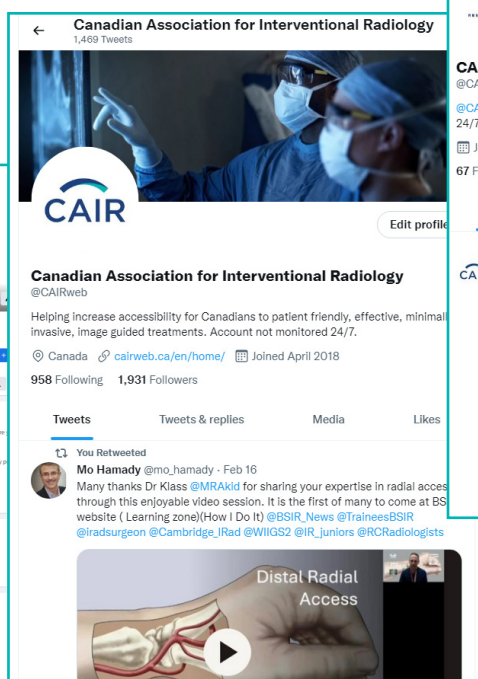 ←
Canadian Association for Interventional Radiology
1,469 Tweets
CAIR
Edit profile
Canadian Association for Interventional Radiology
@CAIRweb
Helping increase accessibility for Canadians to patient friendly, effective, minimall
invasive, image guided treatments. Account not monitored 24/7.
Canada cairweb.ca/en/home/ Joined April 2018
958 Following 1,931 Followers
Tweets Tweets & replies Media Likes
You Retweeted
Mo Hamady @mo_hamady · Feb 16
Many thanks Dr Klass @MRAkid for sharing your expertise in radial acces
through this enjoyable video session. It is the first of many to come at BS
website ( Learning zone)(How I Do It) @BSIR_News @TraineesBSIR
@iradsurgeon @Cambridge_IRad @WIIGS2 @IR_juniors @RCRadiologists
Distal Radial
Access
CA
@CA
@CA
24/7
J
67 F
CA